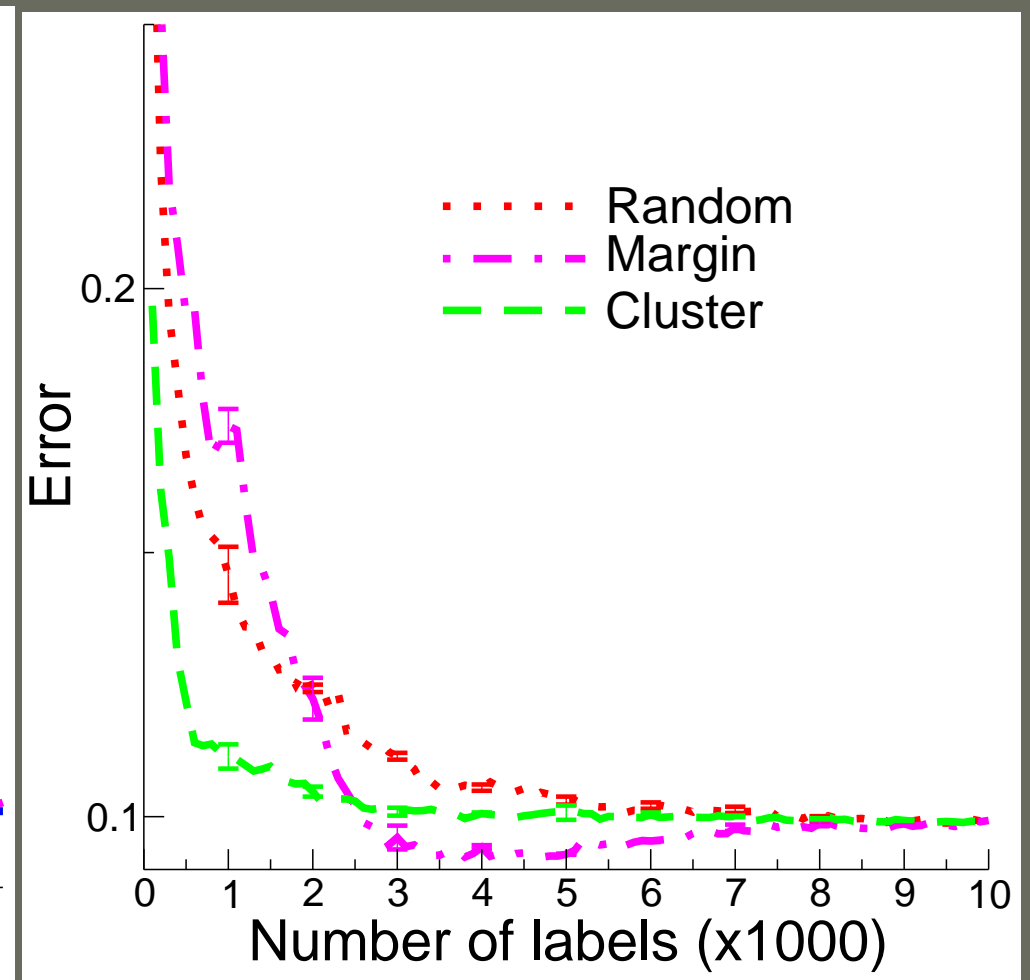 Random
Margin
Cluster
0.2
0.1
Error
0 1 2 3 4 5 6 7 8 9 10
Number of labels (x1000)